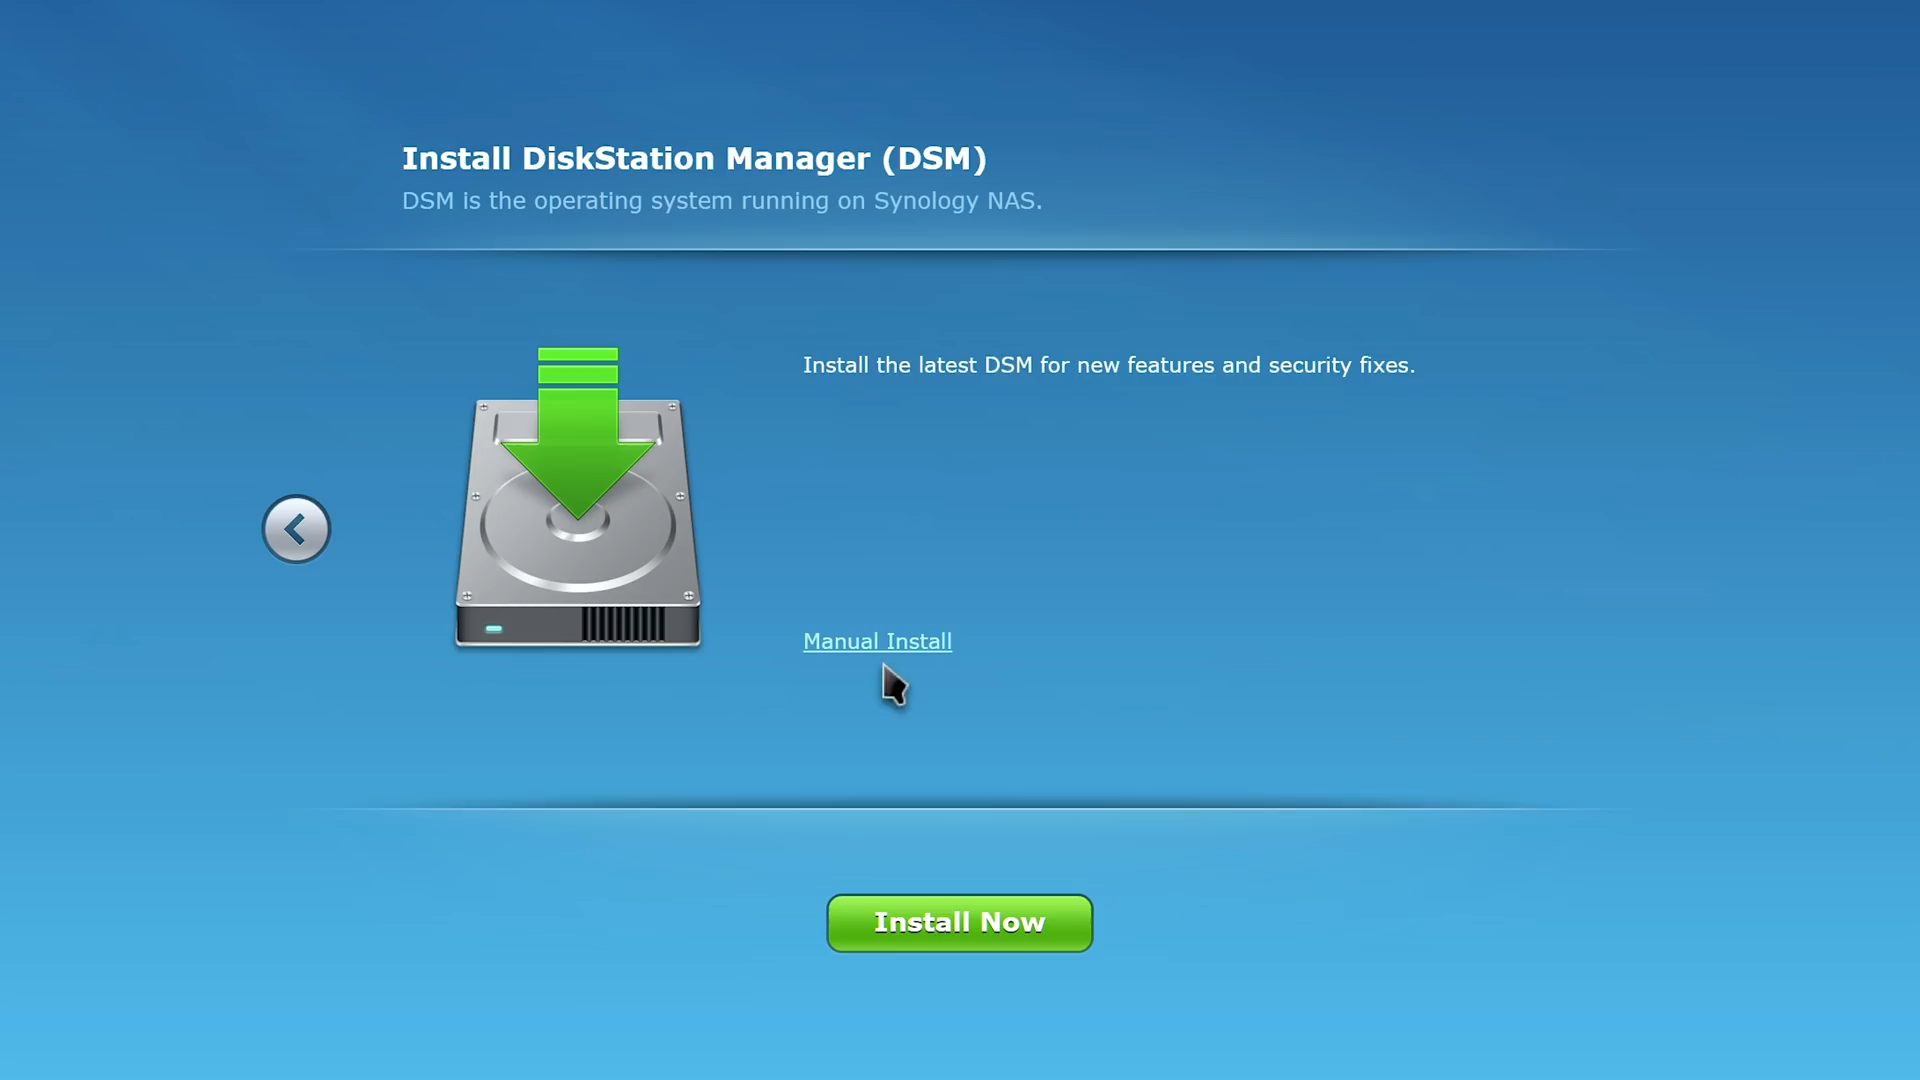 Install DiskStation Manager (DSM)
DSM is the operating system running on Synology NAS.
Install the latest DSM for new features and security fixes.
Manual Install
Install Now